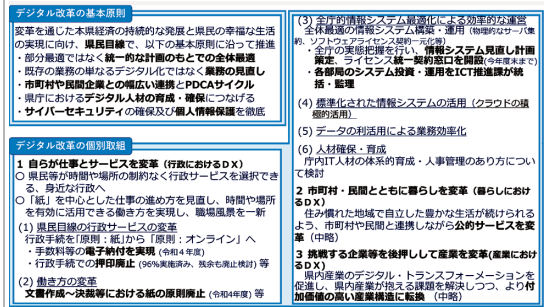 デジタル改革の基本原則
変革を通じた本県経済の持続的な発展と県民の幸福な生活
の実現に向け、県民目線で、以下の基本原則に沿って推進
・部分最適ではなく統一的な計画のもとでの全体最適
・既存の業務の単なるデジタル化ではなく業務の見直し
・市町村や民間企業との幅広い連携とPDCAサイクル
・県庁におけるデジタル人材の育成・確保につなげる
・サイバーセキュリティの確保及び個人情報保護を徹底
デジタル改革の個別取組
1 自らが仕事とサービスを変革（行政におけるDX）
○ 県民等が時間や場所の制約なく行政サービスを選択でき
る、身近な行政へ
○ 「紙」を中心とした仕事の進め方を見直し、時間や場所
を有効に活用できる働き方を実現し、職場風景を一新
(1) 県民目線の行政サービスの変革
行政手続を「原則：紙」から「原則：オンライン」へ
・手数料等の電子納付を実現（令和４年度）
・行政手続での押印廃止（96%実施済み、残余も廃止検討）等
(2) 働き方の変革
文書作成～決裁等における紙の原則廃止（令和4年度）等
(3) 全庁的情報システム最適化による効率的な運営
全体最適の情報システム構築・運用（物理的なサーバ集
約、ソフトウェアライセンス契約一元化等）
・全庁の実態把握を行い、情報システム見直し計画
策定、ライセンス統一契約窓口を開設(今年度末まで)
・各部局のシステム投資・運用をICT推進課が統
括・監理
(4) 標準化された情報システムの活用（クラウドの積
極的活用）
(5) データの利活用による業務効率化
(6) 人材確保・育成
庁内IT人材の体系的育成・人事管理のあり方につい
て検討
2 市町村・民間とともに暮らしを変革（暮らしにおけ
るDX）
住み慣れた地域で自立した豊かな生活が続けられる
よう、市町村や民間と連携しながら公的サービスを変
革（中略）
3 挑戦する企業等を後押しして産業を変革（産業におけ
るDX）
県内産業のデジタル・トランスフォーメーションを
促進し、県内産業が抱える課題を解決しつつ、より付
加価値の高い産業構造に転換（中略）